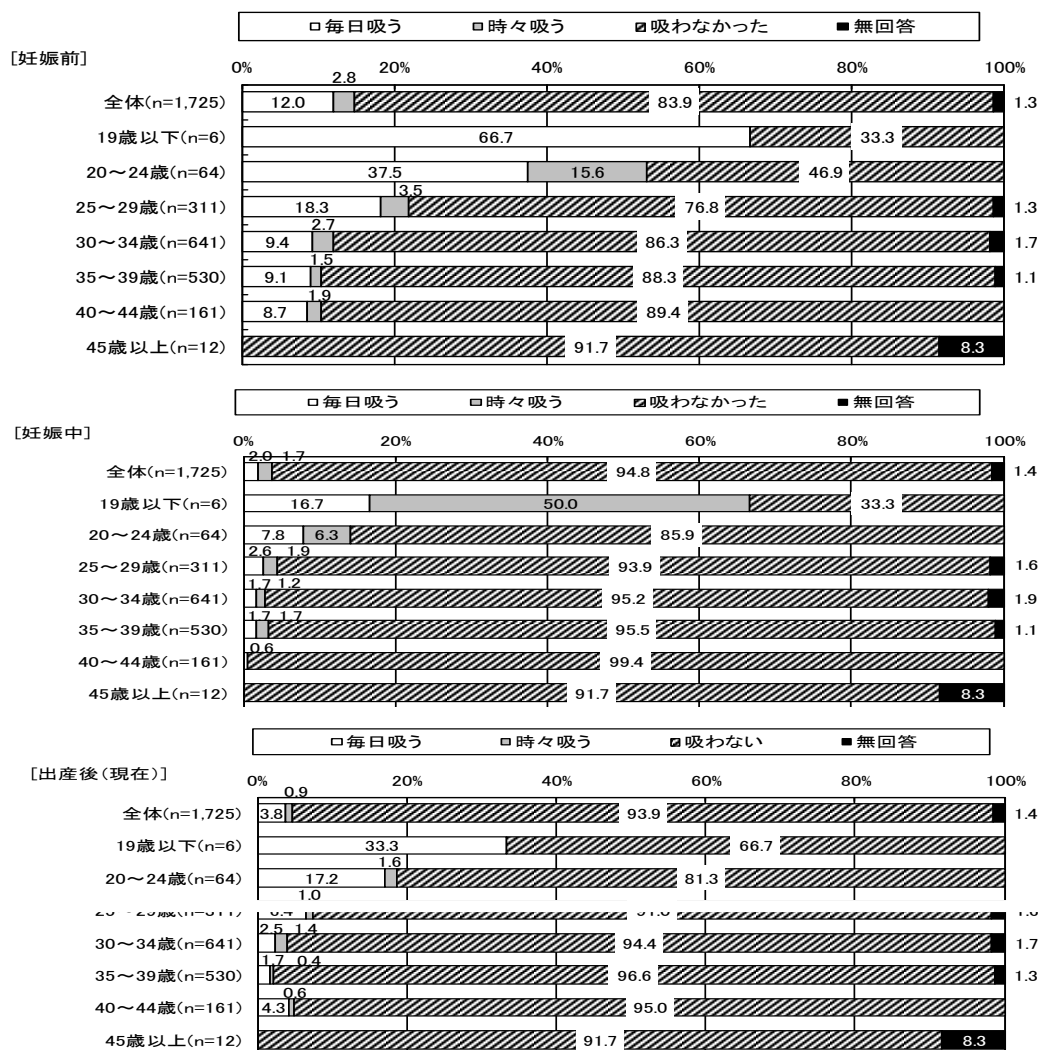 □毎日吸う □時々吸う 吸わなかった ■無回答
[妊娠前]
0% 20% 40% 60% 80% 100%
2.8
全体(n=1,725) 12.0 83.9 1.3
19歳以下(n=6) 66.7 33.3
20～24歳(n=64) 37.5 15.6 46.9
3.5
25～29歳(n=311) 18.3 76.8 1.3
2.7
30～34歳(n=641) 9.4 86.3 1.7
1.5
35～39歳(n=530) 9.1 88.3 1.1
1.9
40～44歳(n=161) 8.7 89.4
45歳以上(n=12) 91.7 8.3
□毎日吸う □時々吸う 吸わなかった ■無回答
[妊娠中]
0% 20% 40% 60% 80% 100%
2.0 1.7
全体(n=1,725) 94.8 1.4
19歳以下(n=6) 16.7 50.0 33.3
20～24歳(n=64) 7.8 6.3 85.9
2.6 1.9
25～29歳(n=311) 93.9 1.6
1.7 1.2
30～34歳(n=641) 95.2 1.9
1.7 1.7
35～39歳(n=530) 95.5 1.1
0.6
40～44歳(n=161) 99.4
45歳以上(n=12) 91.7 8.3
□毎日吸う □時々吸う 吸わない ■無回答
[出産後(現在)]
0% 20% 40% 60% 80% 100%
0.9
全体(n=1,725) 3.8 93.9 1.4
19歳以下(n=6) 33.3 66.7
1.6
20～24歳(n=64) 17.2 81.3
1.0
2.5 1.4
30～34歳(n=641) 94.4 1.7
1.7 0.4
35～39歳(n=530) 96.6 1.3
0.6
40～44歳(n=161) 4.3 95.0
45歳以上(n=12) 91.7 8.3